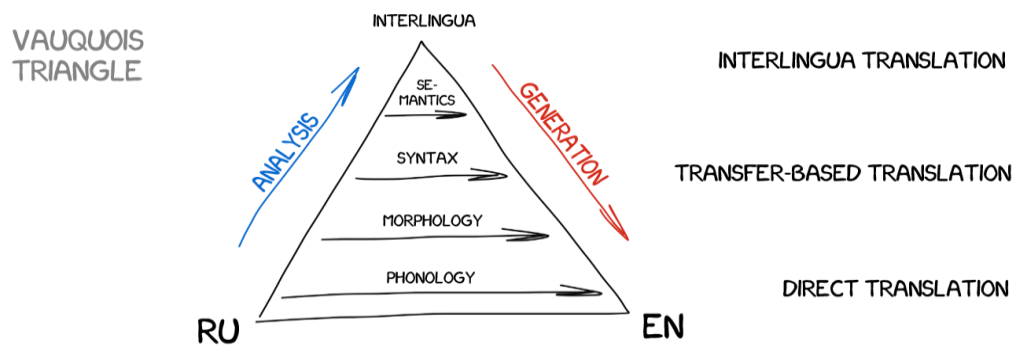 VAUQUOIS
TRIANGLE
INTERLINGUA
INTERLINGUA TRANSLATION
SE-
MANTICS
ANALYSIS
GENERATION
SYNTAX
TRANSFER-BASED TRANSLATION
MORPHOLOGY
PHONOLOGY
DIRECT TRANSLATION
RU
EN